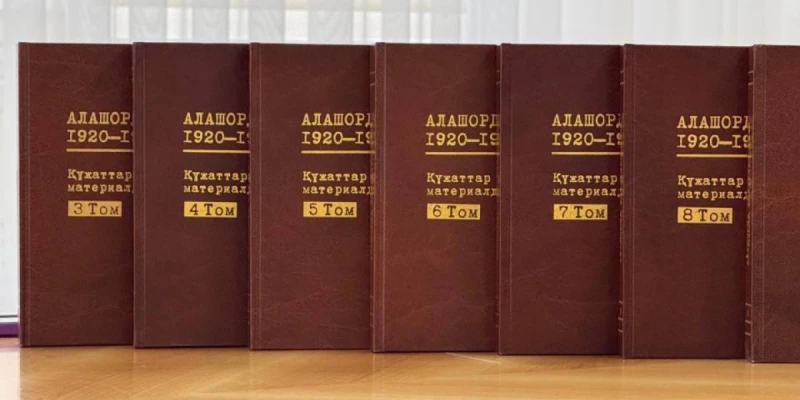 АЛАШОРД
1920—19
Құжаттар
материалд
3 Том
АЛАШОРД
1920—19
Құжаттар
материалд
4 Том
АЛАШОРД
1920—19
Құжаттар
материалд
5 Том
АЛАШОРД
1920—19
Құжаттар
материалд
6 Том
АЛАШОРД
1920—19
Құжаттар
материалд
7 Том
АЛАШОРД
1920—19
Құжаттар
материалд
8 Том